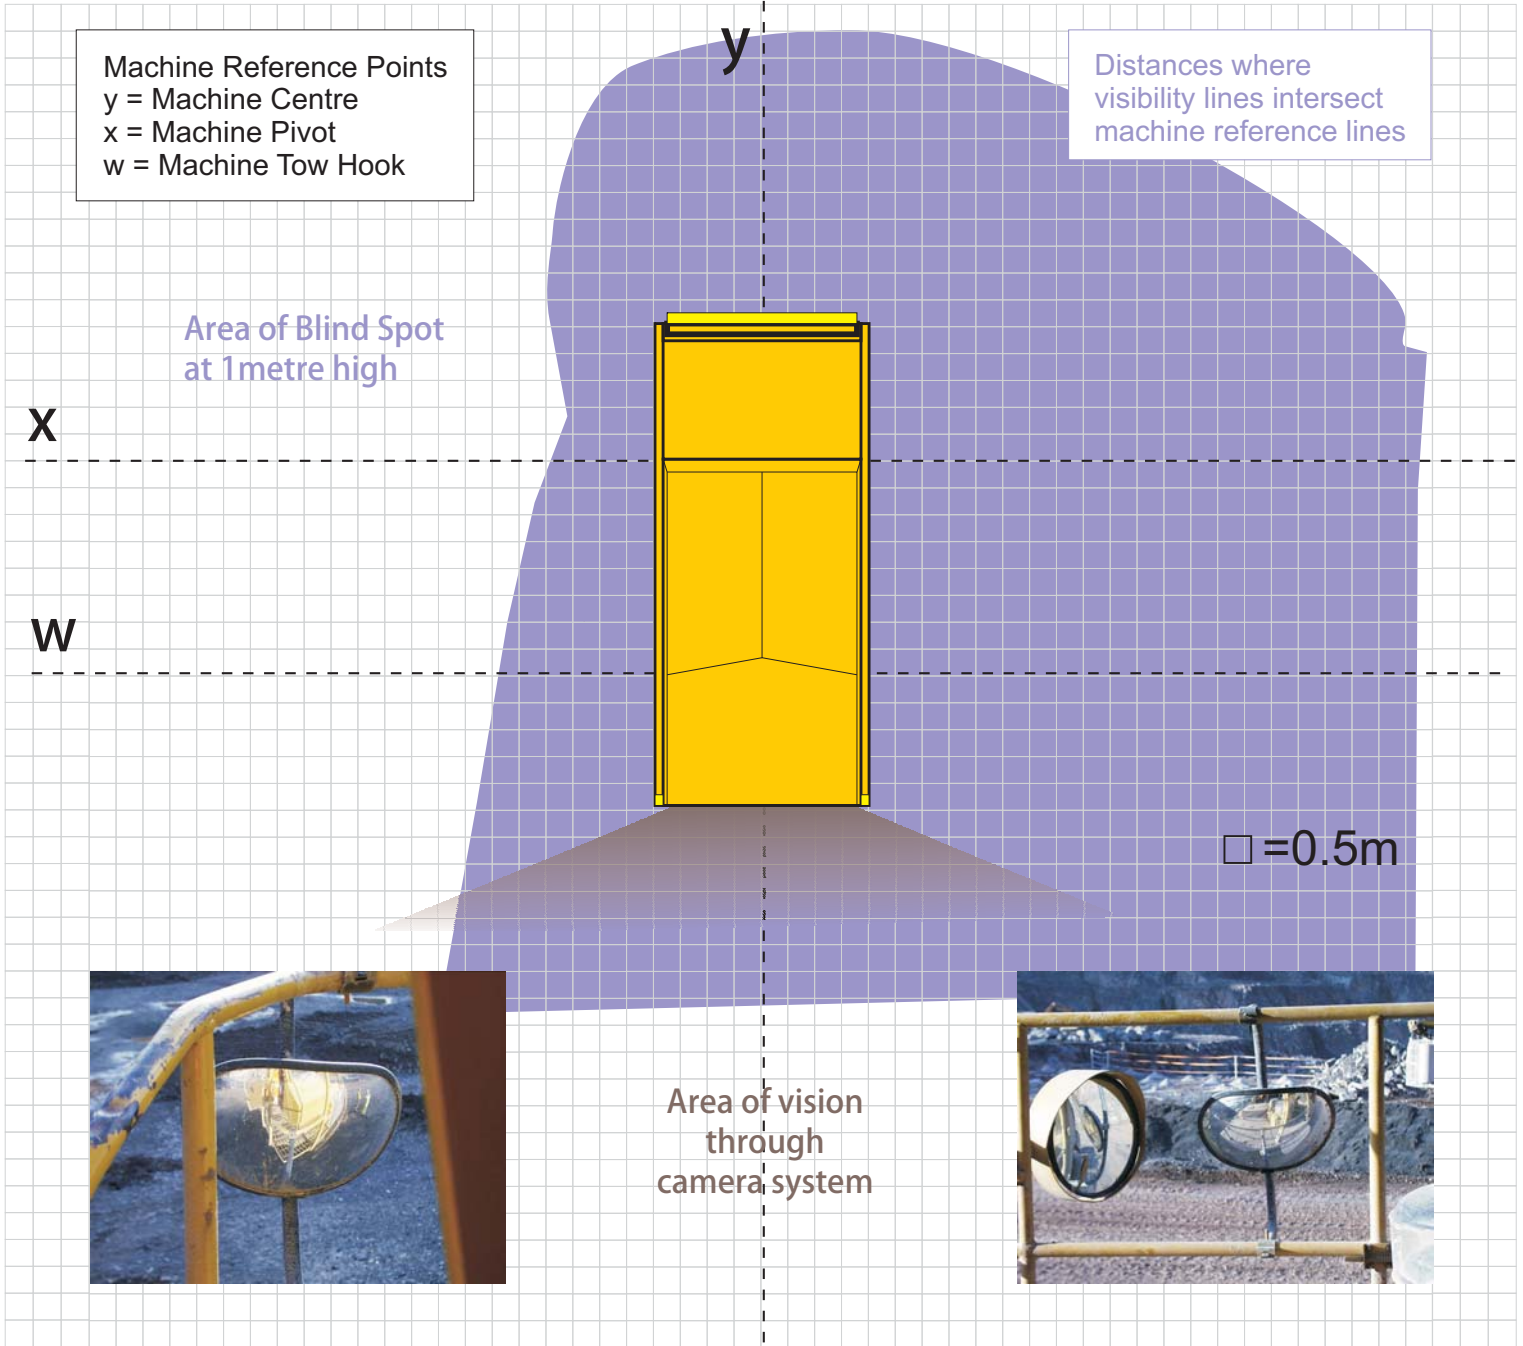 y
Machine Reference Points
y = Machine Centre
x = Machine Pivot
w = Machine Tow Hook
Distances where
visibility lines intersect
machine reference lines
Area of Blind Spot
at 1metre high
X
W
□ =0.5m
Area of vision
through
camera system